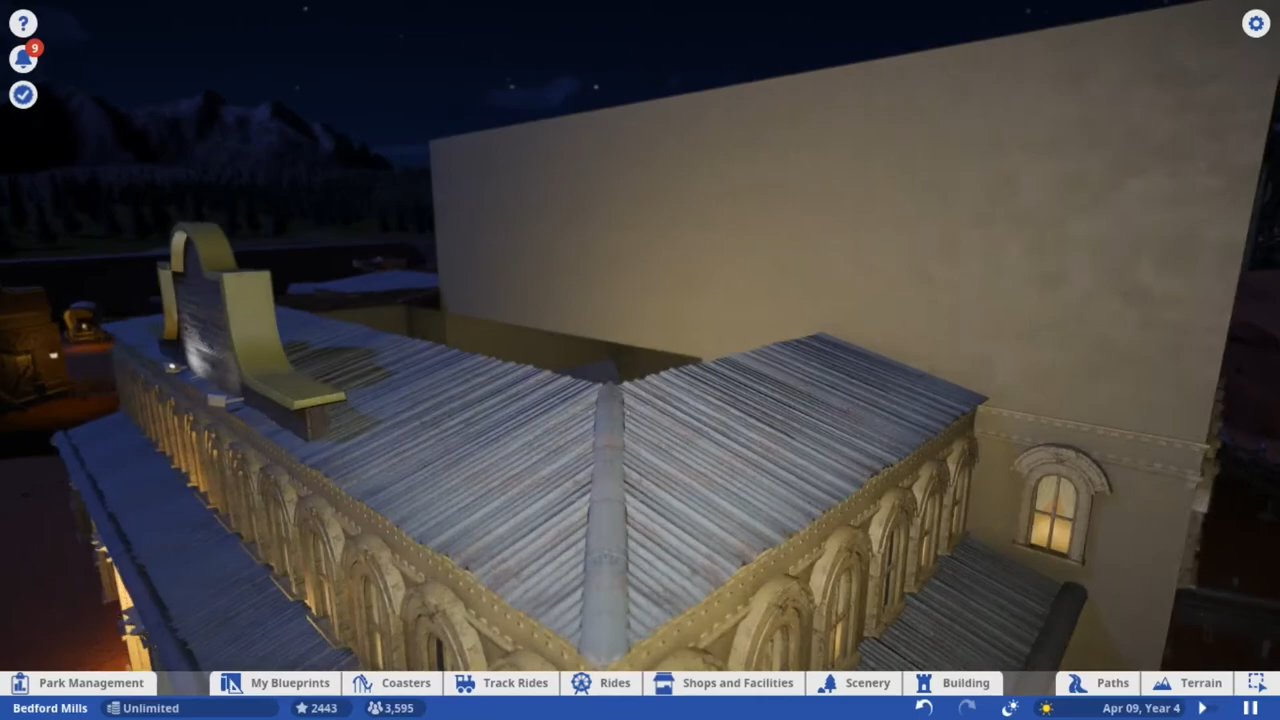 ?
9
Park Management
My Blueprints
Coasters
Track Rides
Rides
Shops and Facilities
Scenery
Building
Paths
Terrain
Bedford Mills
Unlimited
2443
3,595
Apr 09, Year 4